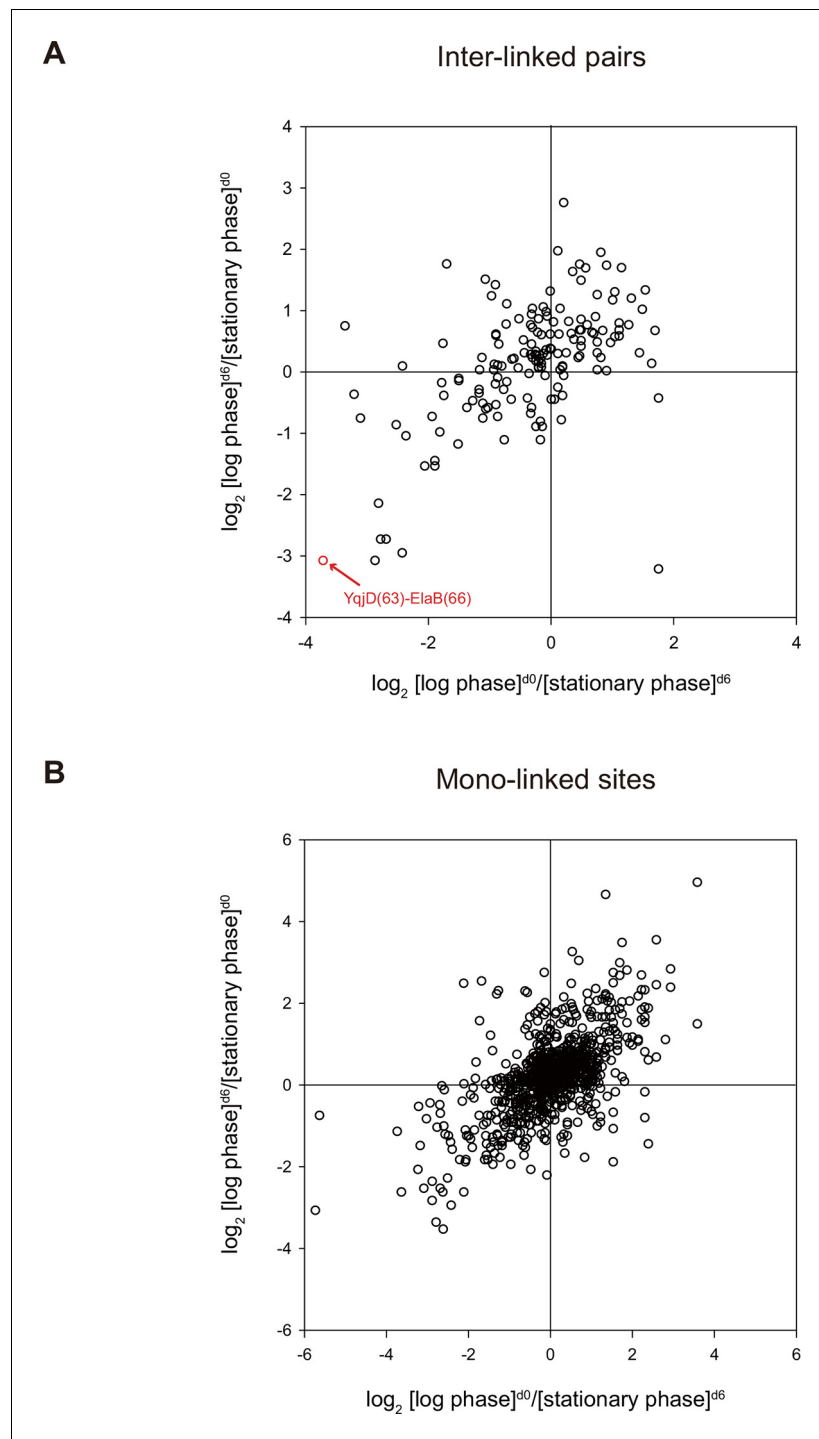 A
Inter-linked pairs
4
3
2
1
0
-1
-2
-3
-4
log2 [log phase]d6/[stationary phase]d0
YqjD(63)-ElaB(66)
-4 -2 0 2 4
log2 [log phase]d0/[stationary phase]d6
B
Mono-linked sites
6
4
2
0
-2
-4
-6
log2 [log phase]d6/[stationary phase]d0
-6 -4 -2 0 2 4 6
log2 [log phase]d0/[stationary phase]d6